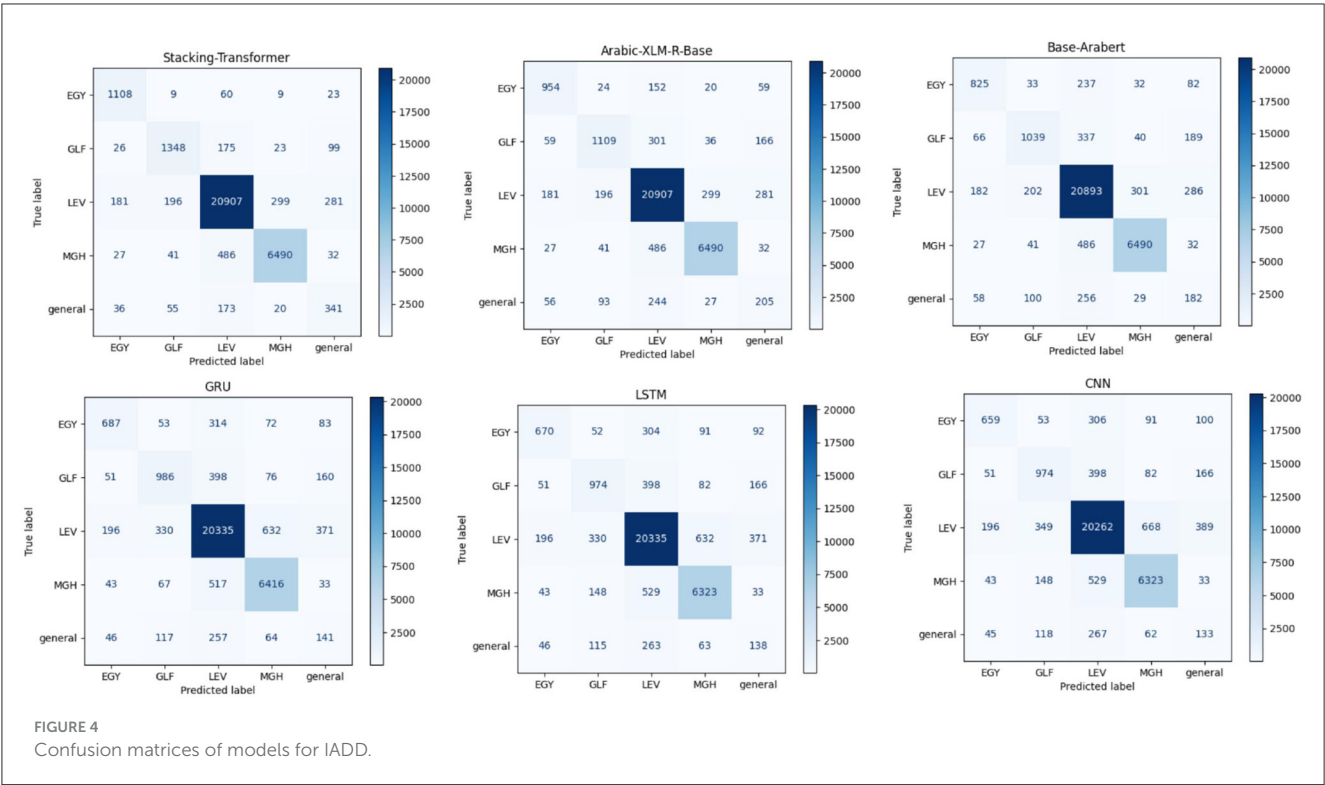 Stacking-Transformer
EGY 1108 9 60 9 23
GLF 26 1348 175 23 99
LEV 181 196 20907 299 281
MGH 27 41 486 6490 32
general 36 55 173 20 341
EGY GLF LEV MGH general
Predicted label
True label
20000
17500
15000
12500
10000
7500
5000
2500
Arabic-XLM-R-Base
EGY 954 24 152 20 59
GLF 59 1109 301 36 166
LEV 181 196 20907 299 281
MGH 27 41 486 6490 32
general 56 93 244 27 205
EGY GLF LEV MGH general
Predicted label
True label
20000
17500
15000
12500
10000
7500
5000
2500
Base-Arabert
EGY 825 33 237 32 82
GLF 66 1039 337 40 189
LEV 182 202 20893 301 286
MGH 27 41 486 6490 32
general 58 100 256 29 182
EGY GLF LEV MGH general
Predicted label
True label
20000
17500
15000
12500
10000
7500
5000
2500
GRU
EGY 687 53 314 72 83
GLF 51 986 398 76 160
LEV 196 330 20335 632 371
MGH 43 67 517 6416 33
general 46 117 257 64 141
EGY GLF LEV MGH general
Predicted label
True label
20000
17500
15000
12500
10000
7500
5000
2500
LSTM
EGY 670 52 304 91 92
GLF 51 974 398 82 166
LEV 196 330 20335 632 371
MGH 43 148 529 6323 33
general 46 115 263 63 138
EGY GLF LEV MGH general
Predicted label
True label
20000
17500
15000
12500
10000
7500
5000
2500
CNN
EGY 659 53 306 91 100
GLF 51 974 398 82 166
LEV 196 349 20262 668 389
MGH 43 148 529 6323 33
general 45 118 267 62 133
EGY GLF LEV MGH general
Predicted label
True label
20000
17500
15000
12500
10000
7500
5000
2500
FIGURE 4
Confusion matrices of models for IADD.